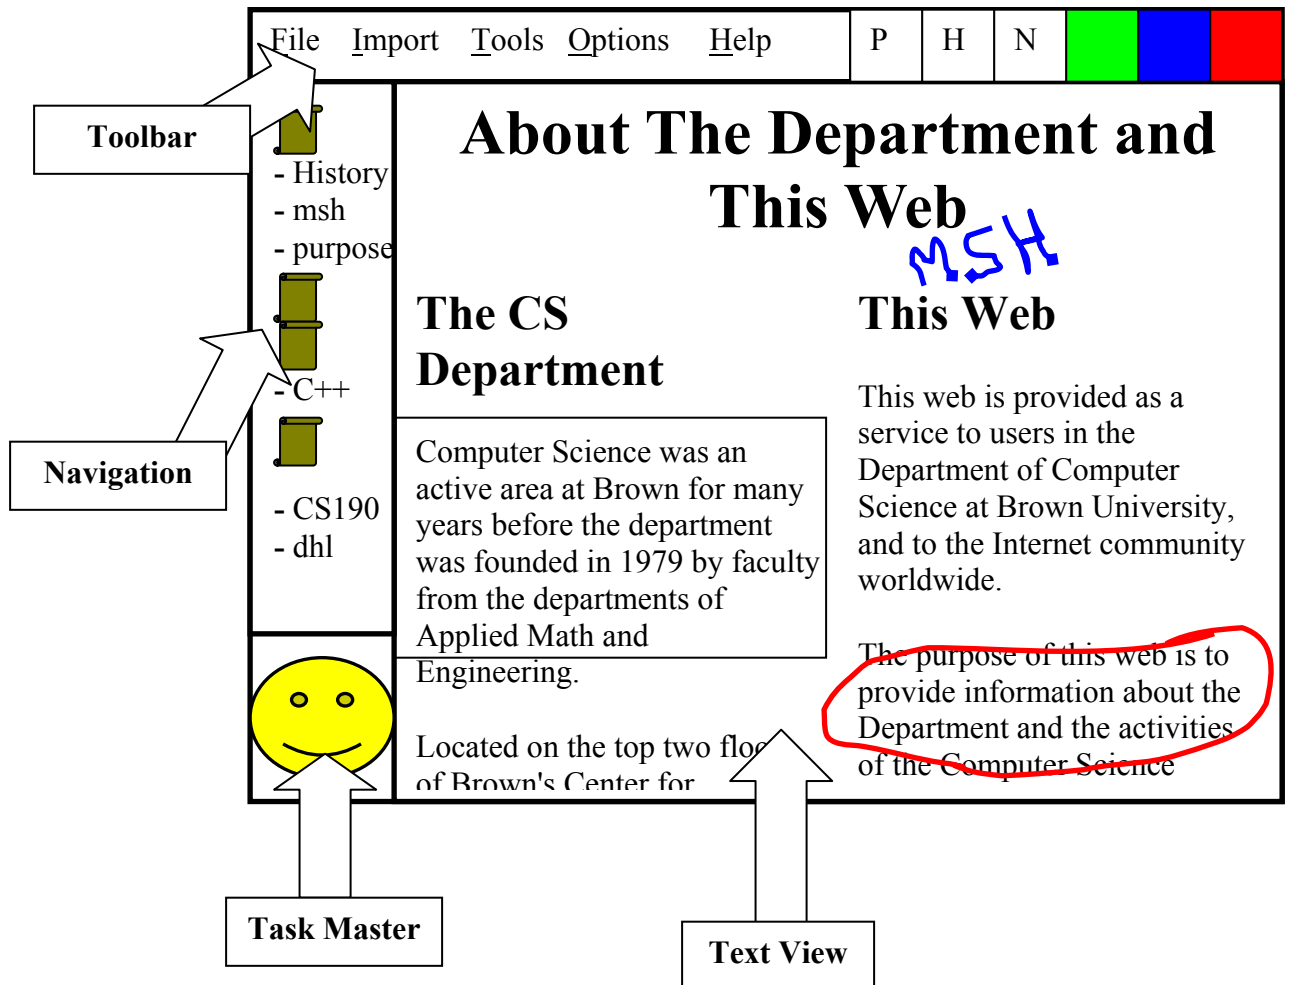 File Import Tools Options Help P H N
Toolbar
- History
- msh
- purpose
- C++
- CS190
- dhl
Navigation
Task Master
About The Department and
This Web
M.S.H.
The CS
Department
Computer Science was an
active area at Brown for many
years before the department
was founded in 1979 by faculty
from the departments of
Applied Math and
Engineering.
Located on the top two floo
of Brown's Center for
This Web
This web is provided as a
service to users in the
Department of Computer
Science at Brown University,
and to the Internet community
worldwide.
The purpose of this web is to
provide information about the
Department and the activities
of the Computer Science
Text View